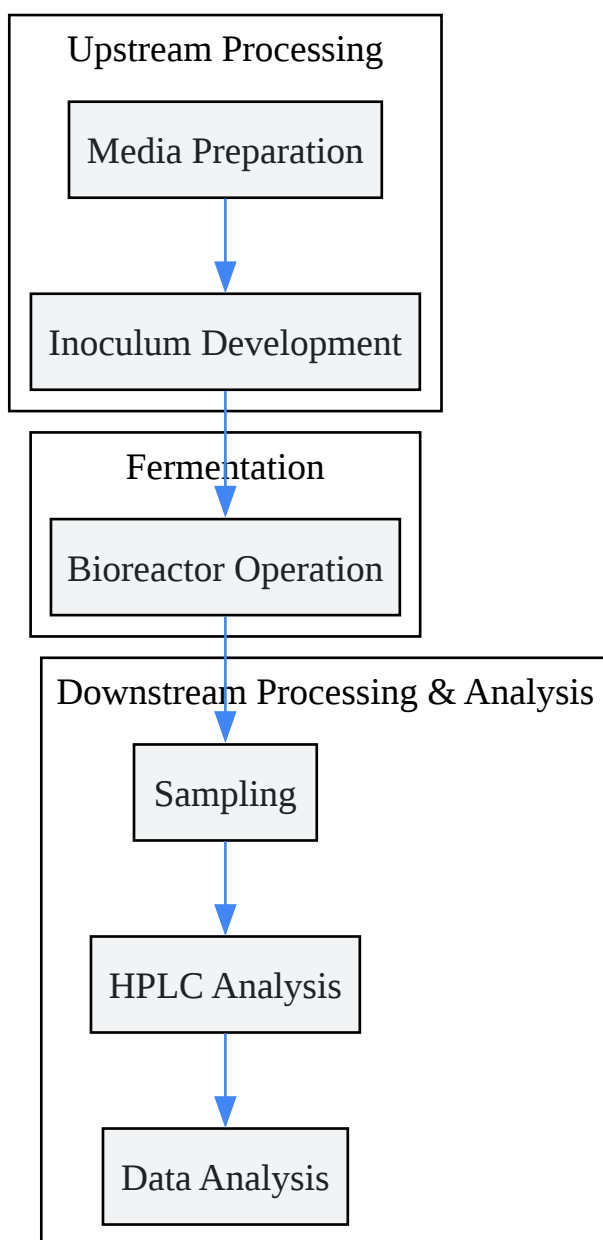 Upstream Processing
Media Preparation
Inoculum Development
Fermentation
Bioreactor Operation
Downstream Processing & Analysis
Sampling
HPLC Analysis
Data Analysis